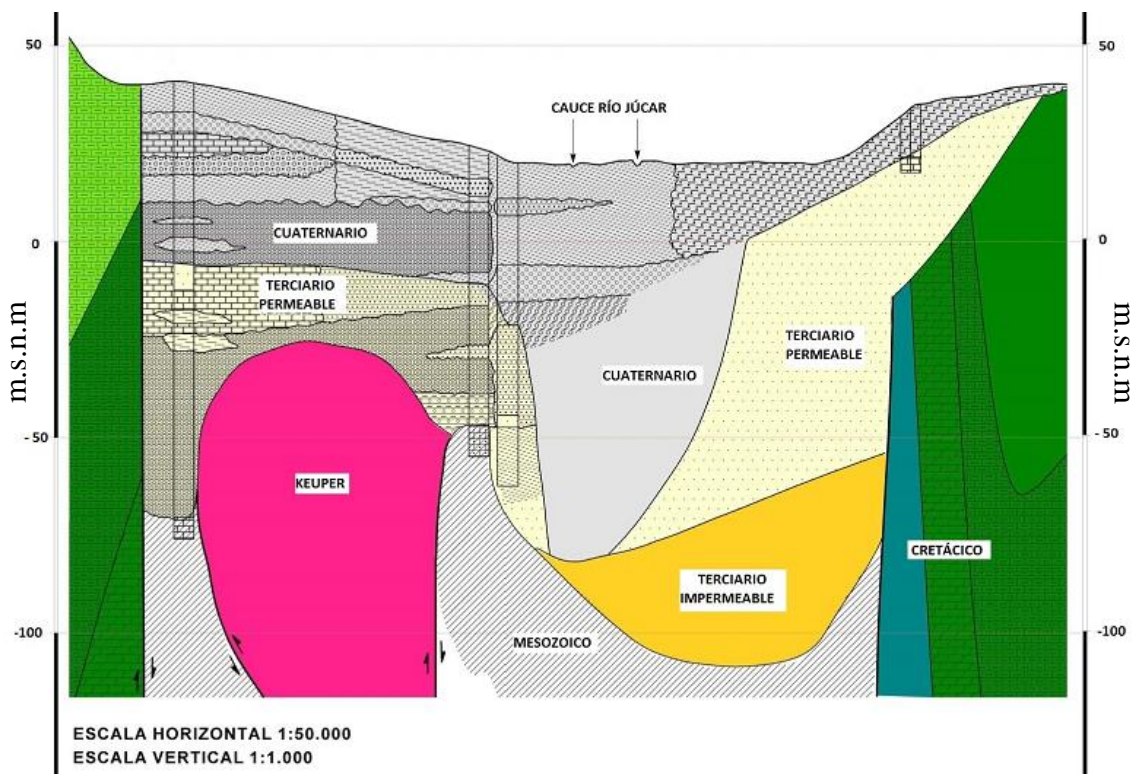 50
50
CAUCE RÍO JÚCAR
CUATERNARIO
0
0
TERCIARIO
PERMEABLE
TERCIARIO
PERMEABLE
m.s.n.m
m.s.n.m
CUATERNARIO
-50
-50
KEUPER
CRETÁCICO
TERCIARIO
IMPERMEABLE
-100
-100
MESOZOICO
ESCALA HORIZONTAL 1:50.000
ESCALA VERTICAL 1:1.000